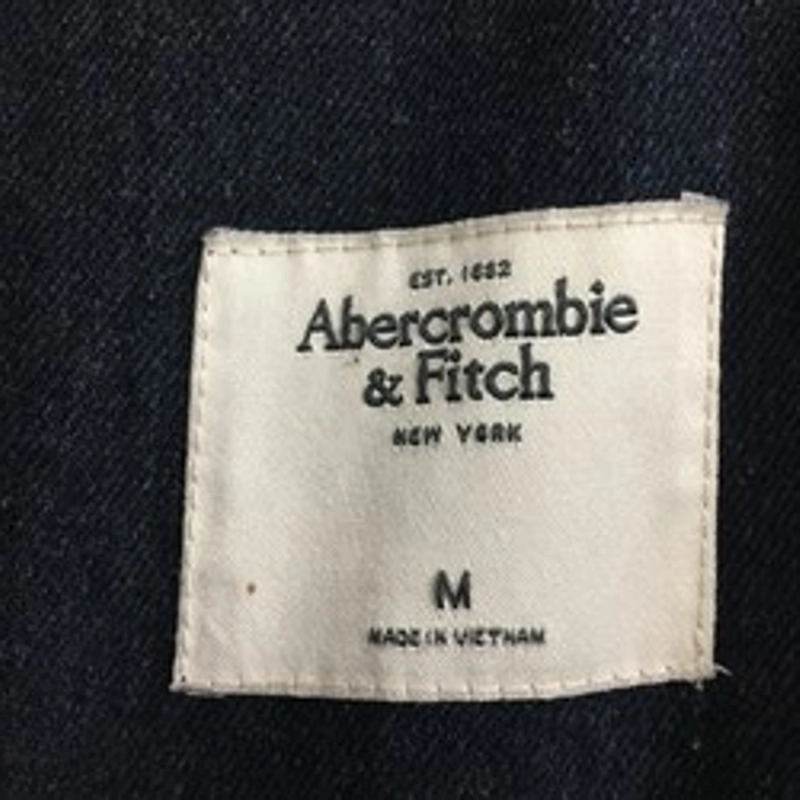 EST. 1892
Abercrombie
& Fitch
NEW YORK
M
MADE IN VIETNAM